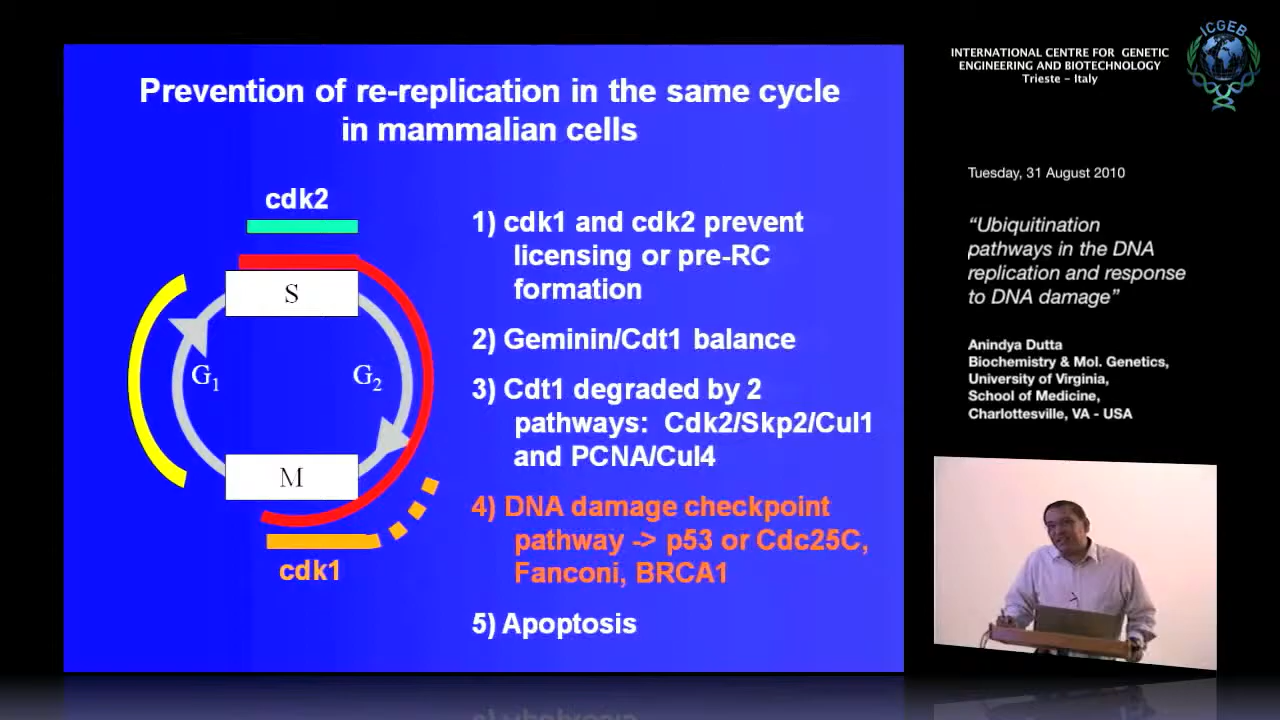 Prevention of re-replication in the same cycle
in mammalian cells
cdk2
S
G1
G2
M
cdk1
1) cdk1 and cdk2 prevent
licensing or pre-RC
formation
2) Geminin/Cdt1 balance
3) Cdt1 degraded by 2
pathways: Cdk2/Skp2/Cul1
and PCNA/Cul4
4) DNA damage checkpoint
pathway -> p53 or Cdc25C,
Fanconi, BRCA1
5) Apoptosis
INTERNATIONAL CENTRE FOR GENETIC
ENGINEERING AND BIOTECHNOLOGY
Trieste - Italy
ICGEB
Tuesday, 31 August 2010
“Ubiquitination
pathways in the DNA
replication and response
to DNA damage”
Anindya Dutta
Biochemistry & Mol. Genetics,
University of Virginia,
School of Medicine,
Charlottesville, VA - USA